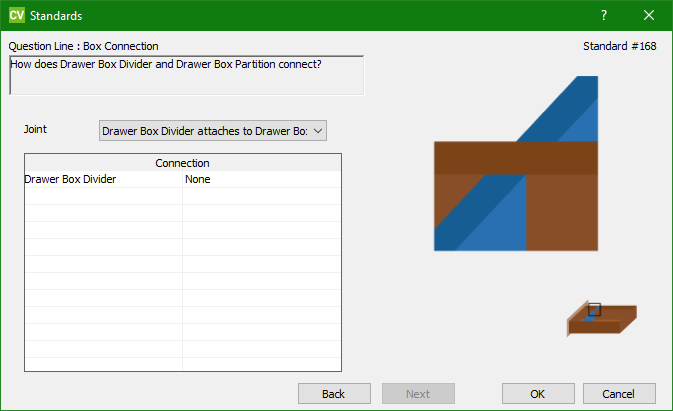 CV Standards
Question Line : Box Connection
Standard #168
How does Drawer Box Divider and Drawer Box Partition connect?
Joint
Drawer Box Divider attaches to Drawer Bo
Connection
Drawer Box Divider None
Back
Next
OK
Cancel